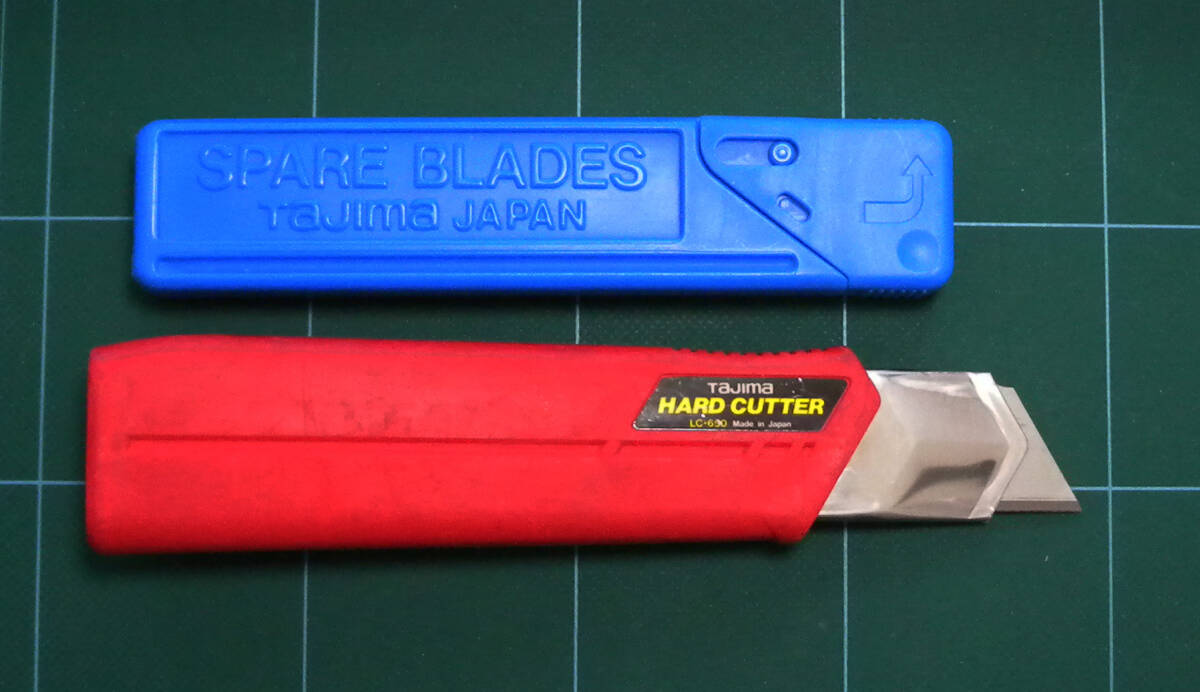 SPARE BLADES
TaJima JAPAN
TaJima
HARD CUTTER
LC-650 Made in Japan